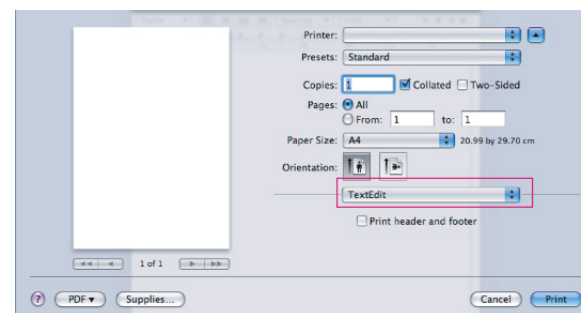 Printer:
Presets: Standard
Copies: 1 Collated Two-Sided
Pages: All
From: 1 to: 1
Paper Size: A4 20.99 by 29.70 cm
Orientation:
TextEdit
Print header and footer
1 of 1
? PDF Supplies... Cancel Print